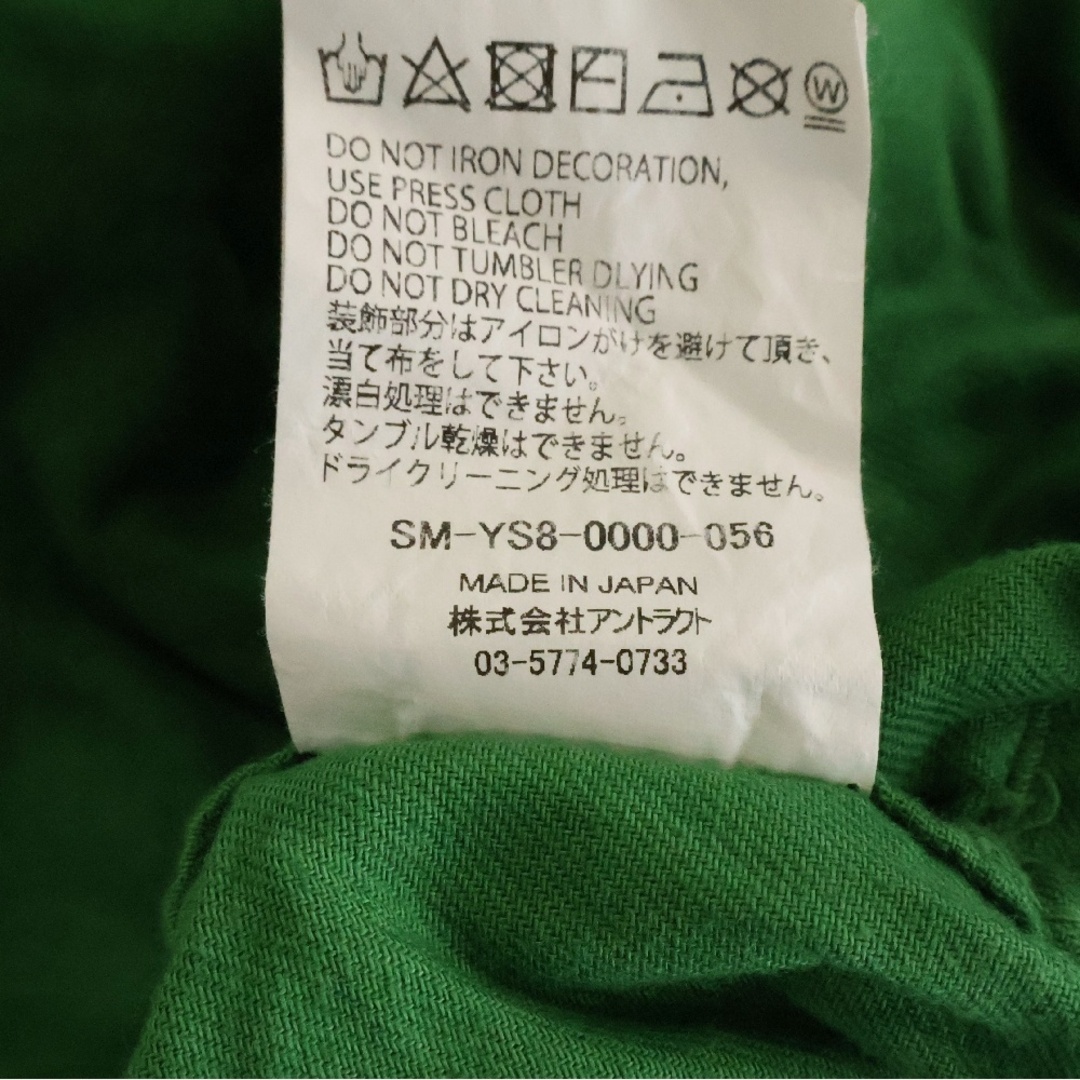 W
DO NOT IRON DECORATION,
USE PRESS CLOTH
DO NOT BLEACH
DO NOT TUMBLER DLYING
DO NOT DRY CLEANING
装飾部分はアイロンがけを避けて頂き、
当て布をして下さい。
漂白処理はできません。
タンブル乾燥はできません。
ドライクリーニング処理はできません。
SM-YS8-0000-056
MADE IN JAPAN
株式会社アントラクト
03-5774-0733